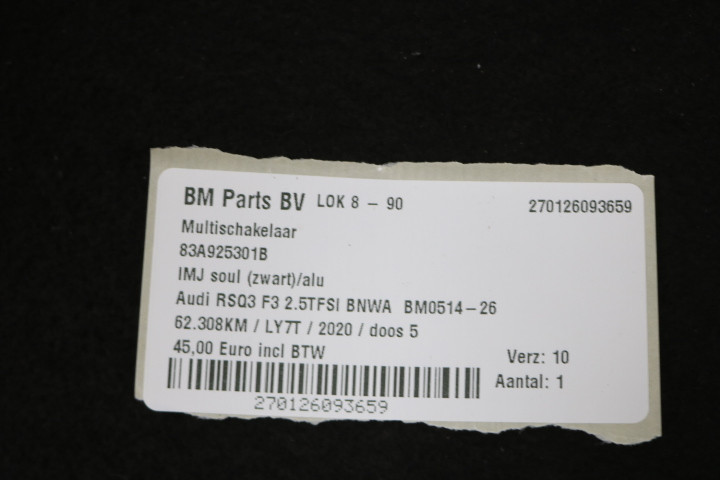 BM Parts BV LOK 8 - 90 270126093659
Multischakelaar
83A925301B
IMJ soul (zwart)/alu
Audi RSQ3 F3 2.5TFSI BNWA BM0514-26
62.308KM / LY7T / 2020 / doos 5
45,00 Euro incl BTW Verz: 10
Aantal: 1
270126093659